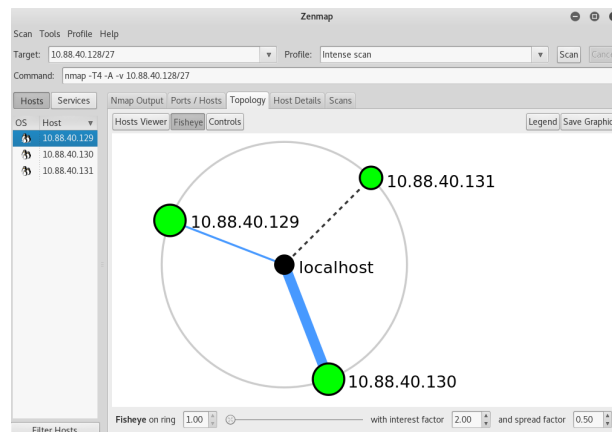 Zenmap
Scan Tools Profile Help
Target: 10.88.40.128/27 Profile: Intense scan Scan Cance
Command: nmap -T4 -A -v 10.88.40.128/27
Hosts Services Nmap Output Ports / Hosts Topology Host Details Scans
OS Host Hosts Viewer Fisheye Controls Legend Save Graphic
10.88.40.129
10.88.40.130
10.88.40.131
10.88.40.131
10.88.40.129
localhost
10.88.40.130
Fisheye on ring 1.00 with interest factor 2.00 and spread factor 0.50
Filter Hosts